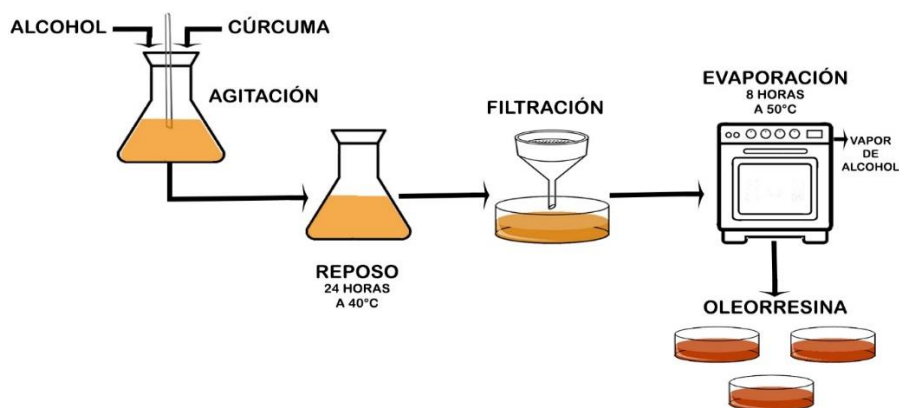 ALCOHOL
CÚRCUMA
AGITACIÓN
REPOSO
24 HORAS
A 40°C
FILTRACIÓN
EVAPORACIÓN
8 HORAS
A 50°C
VAPOR
DE
ALCOHOL
OLEORRESINA